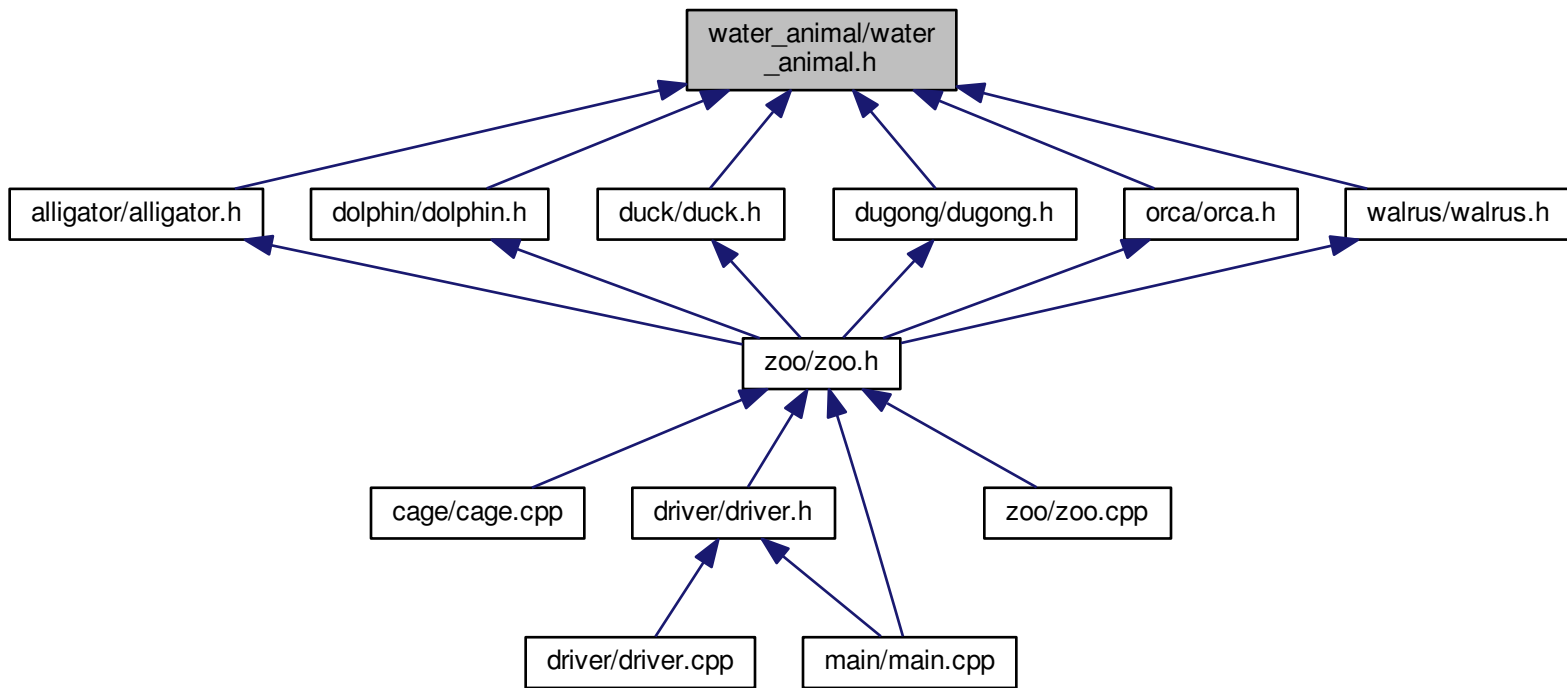 water_animal/water
_animal.h
alligator/alligator.h
dolphin/dolphin.h
duck/duck.h
dugong/dugong.h
orca/orca.h
walrus/walrus.h
zoo/zoo.h
cage/cage.cpp
driver/driver.h
zoo/zoo.cpp
driver/driver.cpp
main/main.cpp